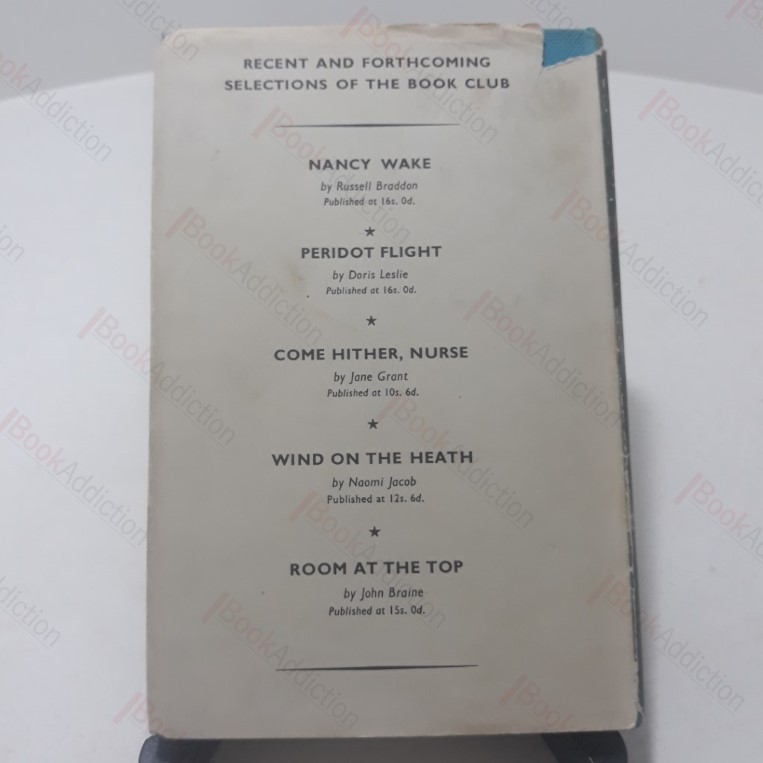 RECENT AND FORTHCOMING
SELECTIONS OF THE BOOK CLUB
NANCY WAKE
by Russell Braddon
Published at 16s. 0d.
★
PERIDOT FLIGHT
by Doris Leslie
Published at 16s. 0d.
★
COME HITHER, NURSE
by Jane Grant
Published at 10s. 6d.
★
WIND ON THE HEATH
by Naomi Jacob
Published at 12s. 6d.
★
ROOM AT THE TOP
by John Braine
Published at 15s. 0d.
BookAddiction